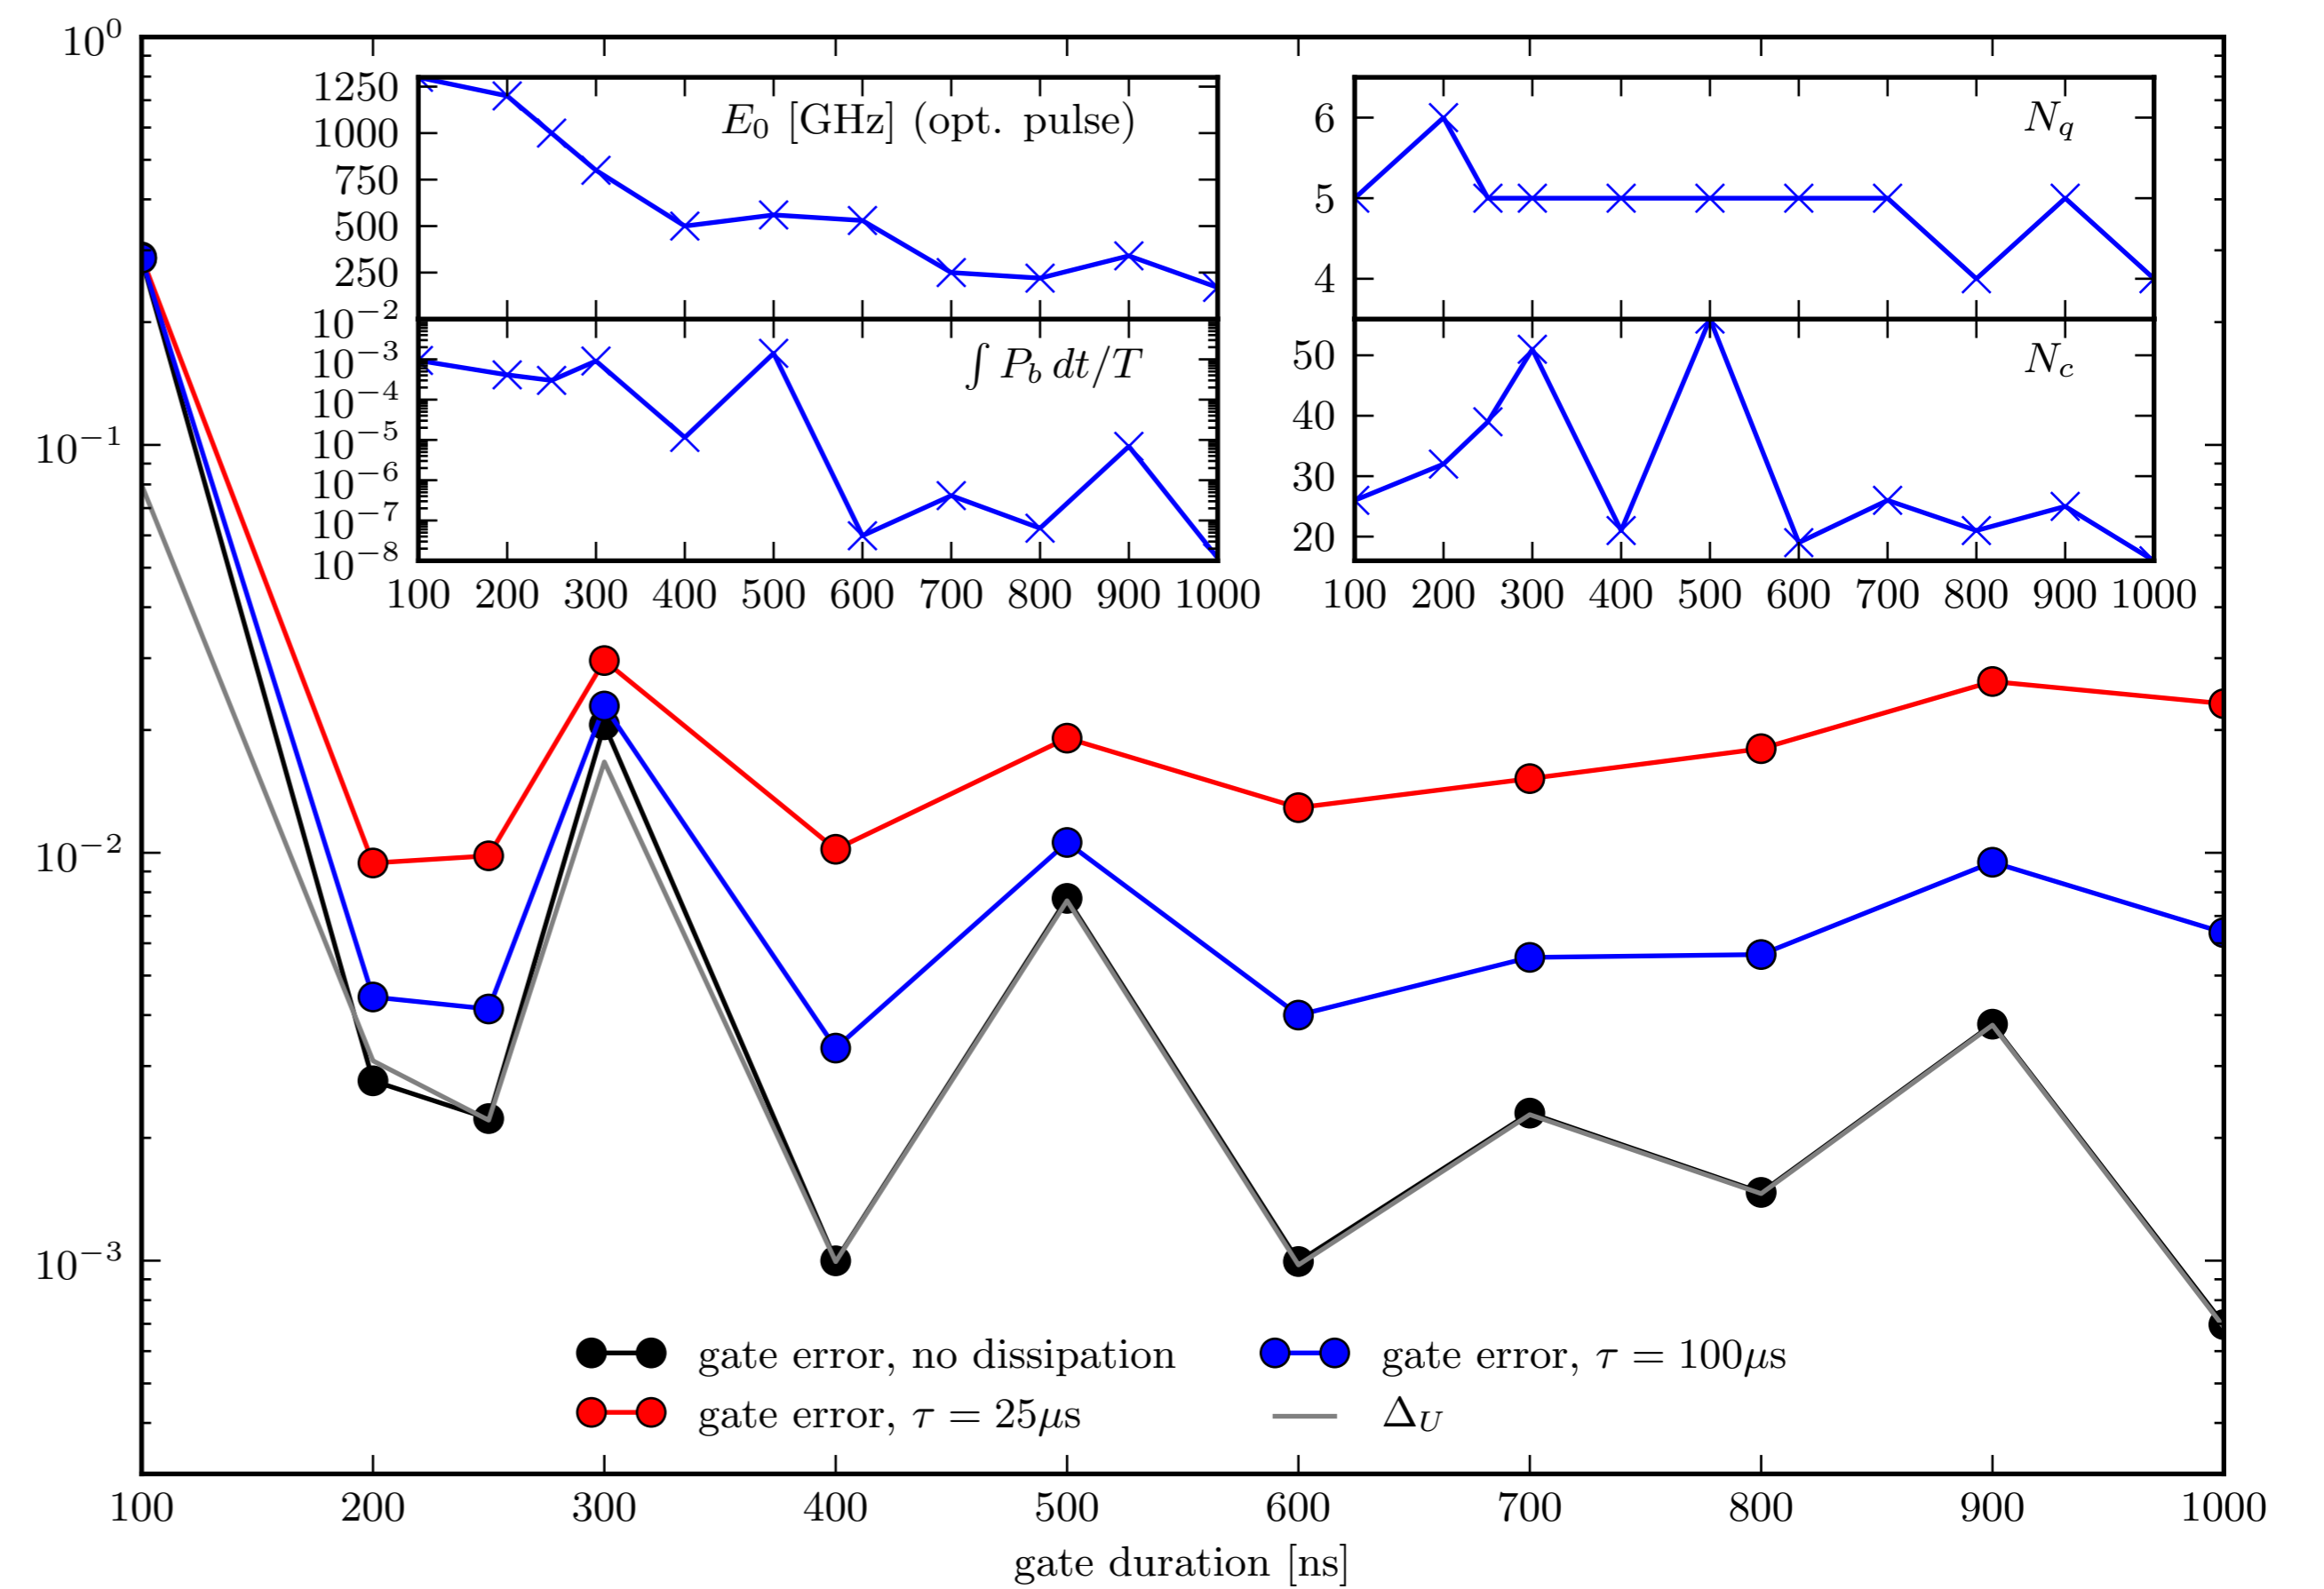 10⁰
10⁻¹
10⁻²
10⁻³
1250
1000
750
500
250
E₀ [GHz] (opt. pulse)
10⁻²
10⁻³
10⁻⁴
10⁻⁵
10⁻⁶
10⁻⁷
10⁻⁸
∫ P_b dt/T
100 200 300 400 500 600 700 800 900 1000
6
5
4
N_q
50
40
30
20
N_c
100 200 300 400 500 600 700 800 900 1000
gate error, no dissipation
gate error, τ = 25μs
gate error, τ = 100μs
Δ_U
100 200 300 400 500 600 700 800 900 1000
gate duration [ns]